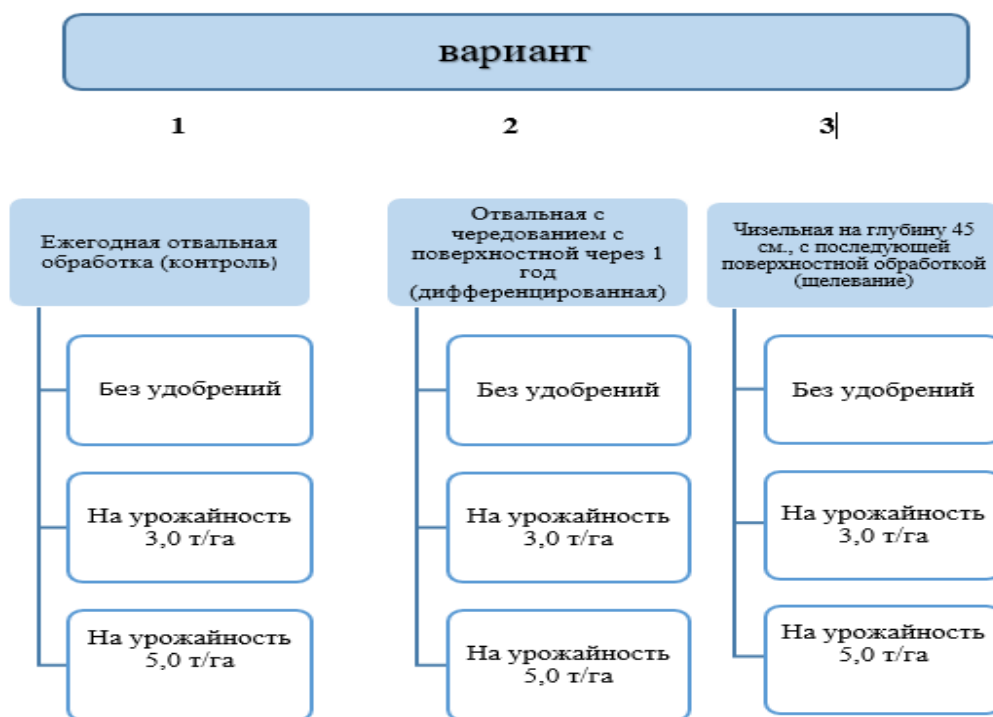 вариант
1
2
3
Ежегодная отвальная
обработка (контроль)
Без удобрений
На урожайность
3,0 т/га
На урожайность
5,0 т/га
Отвальная с
чередованием с
поверхностной через 1
год
(дифференцированная)
Без удобрений
На урожайность
3,0 т/га
На урожайность
5,0 т/га
Чизельная на глубину 45
см., с последующей
поверхностной обработкой
(щелевание)
Без удобрений
На урожайность
3,0 т/га
На урожайность
5,0 т/га